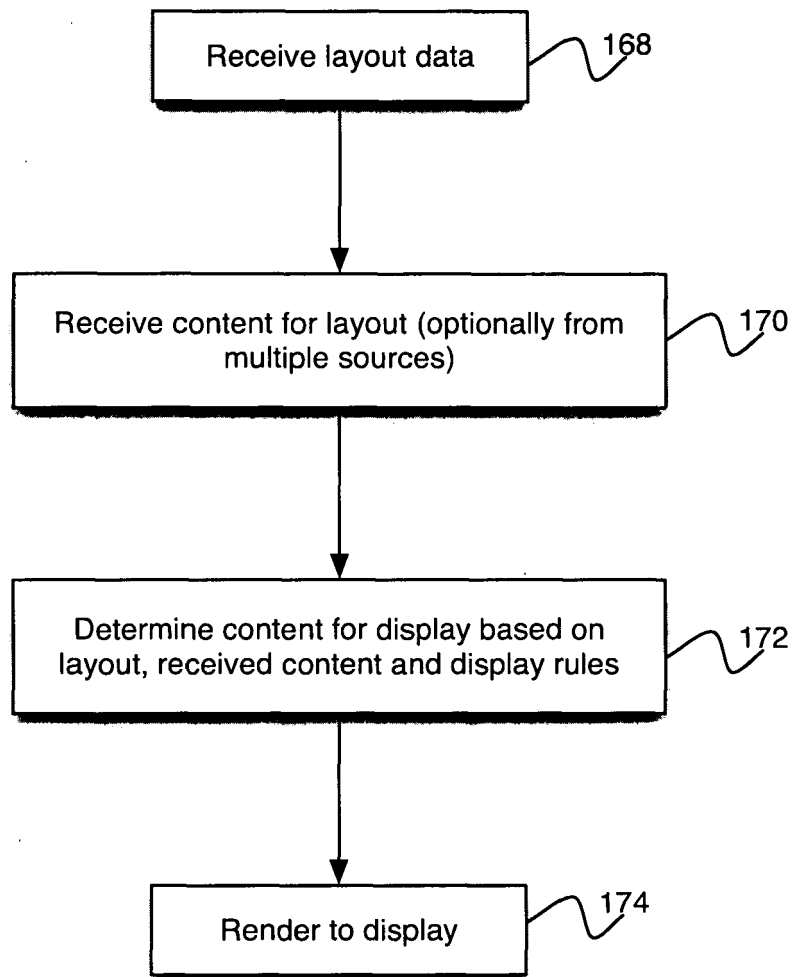 Receive layout data
168
Receive content for layout (optionally from
multiple sources)
170
Determine content for display based on
layout, received content and display rules
172
Render to display
174